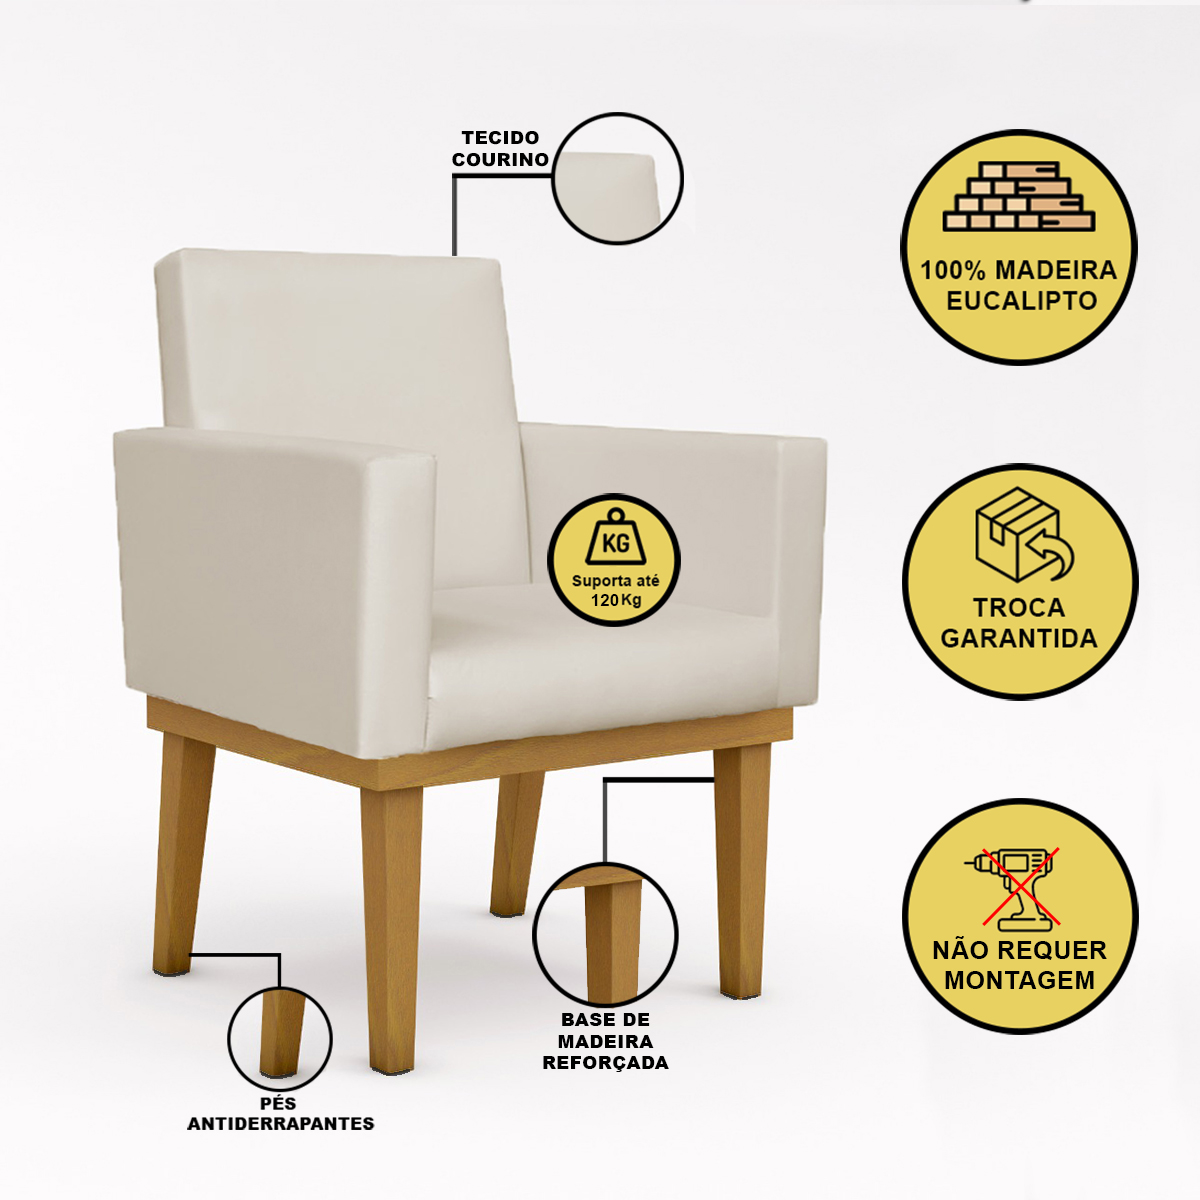 TECIDO
COURINO
100% MADEIRA
EUCALIPTO
KG
Suporta até
120Kg
TROCA
GARANTIDA
NÃO REQUER
MONTAGEM
BASE DE
MADEIRA
REFORÇADA
PÉS
ANTIDERRAPANTES